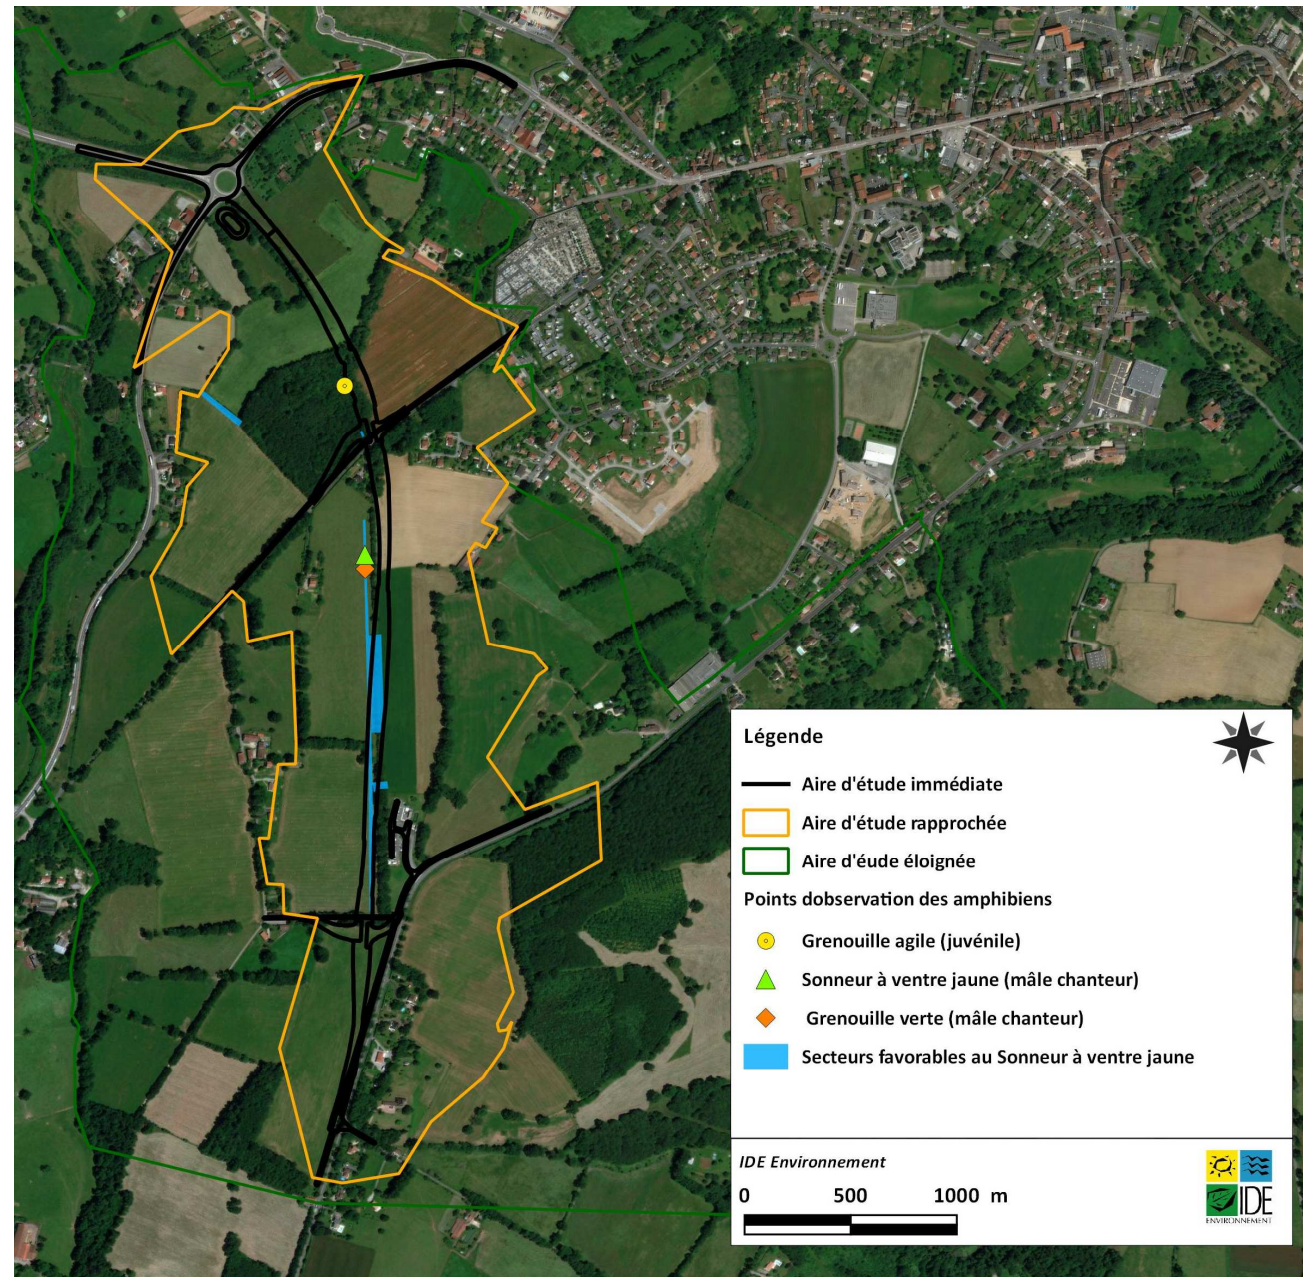 Légende
Aire d'étude immédiate
Aire d'étude rapprochée
Aire d'éude éloignée
Points dobservation des amphibiens
Grenouille agile (juvénile)
Sonneur à ventre jaune (mâle chanteur)
Grenouille verte (mâle chanteur)
Secteurs favorables au Sonneur à ventre jaune
IDE Environnement
0 500 1000 m
IDE
ENVIRONNEMENT